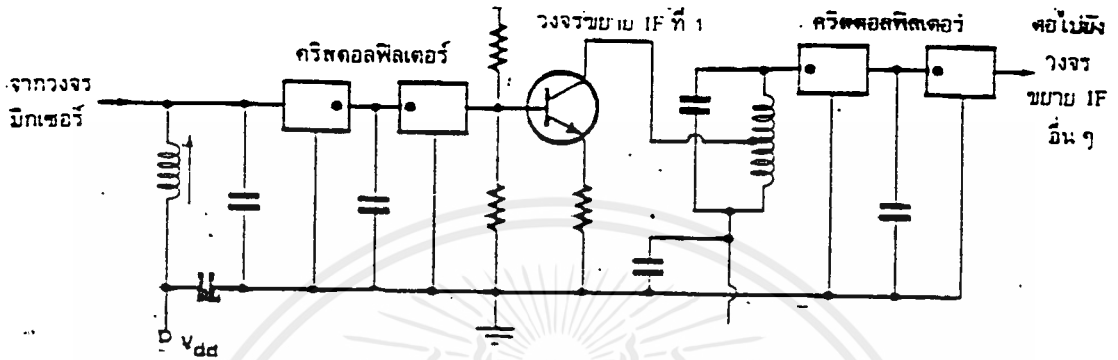 วงจรขยาย IF ที่ 1
คริสตอลฟิลเตอร์
คริสตอลฟิลเตอร์
ต่อไปยัง
วงจร
ขยาย IF
อื่น ๆ
จากวงจร
มิกเซอร์
Vdd